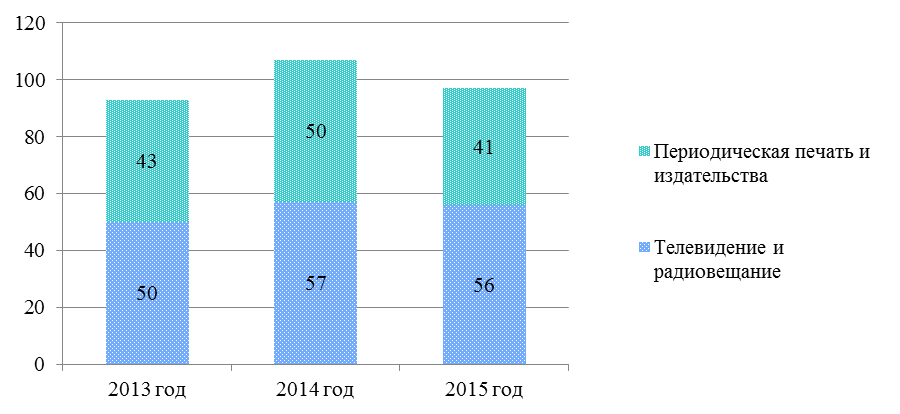 120
100
80
60
40
20
0
43
50
41
50
57
56
2013 год
2014 год
2015 год
Периодическая печать и
издательства
Телевидение и
радиовещание